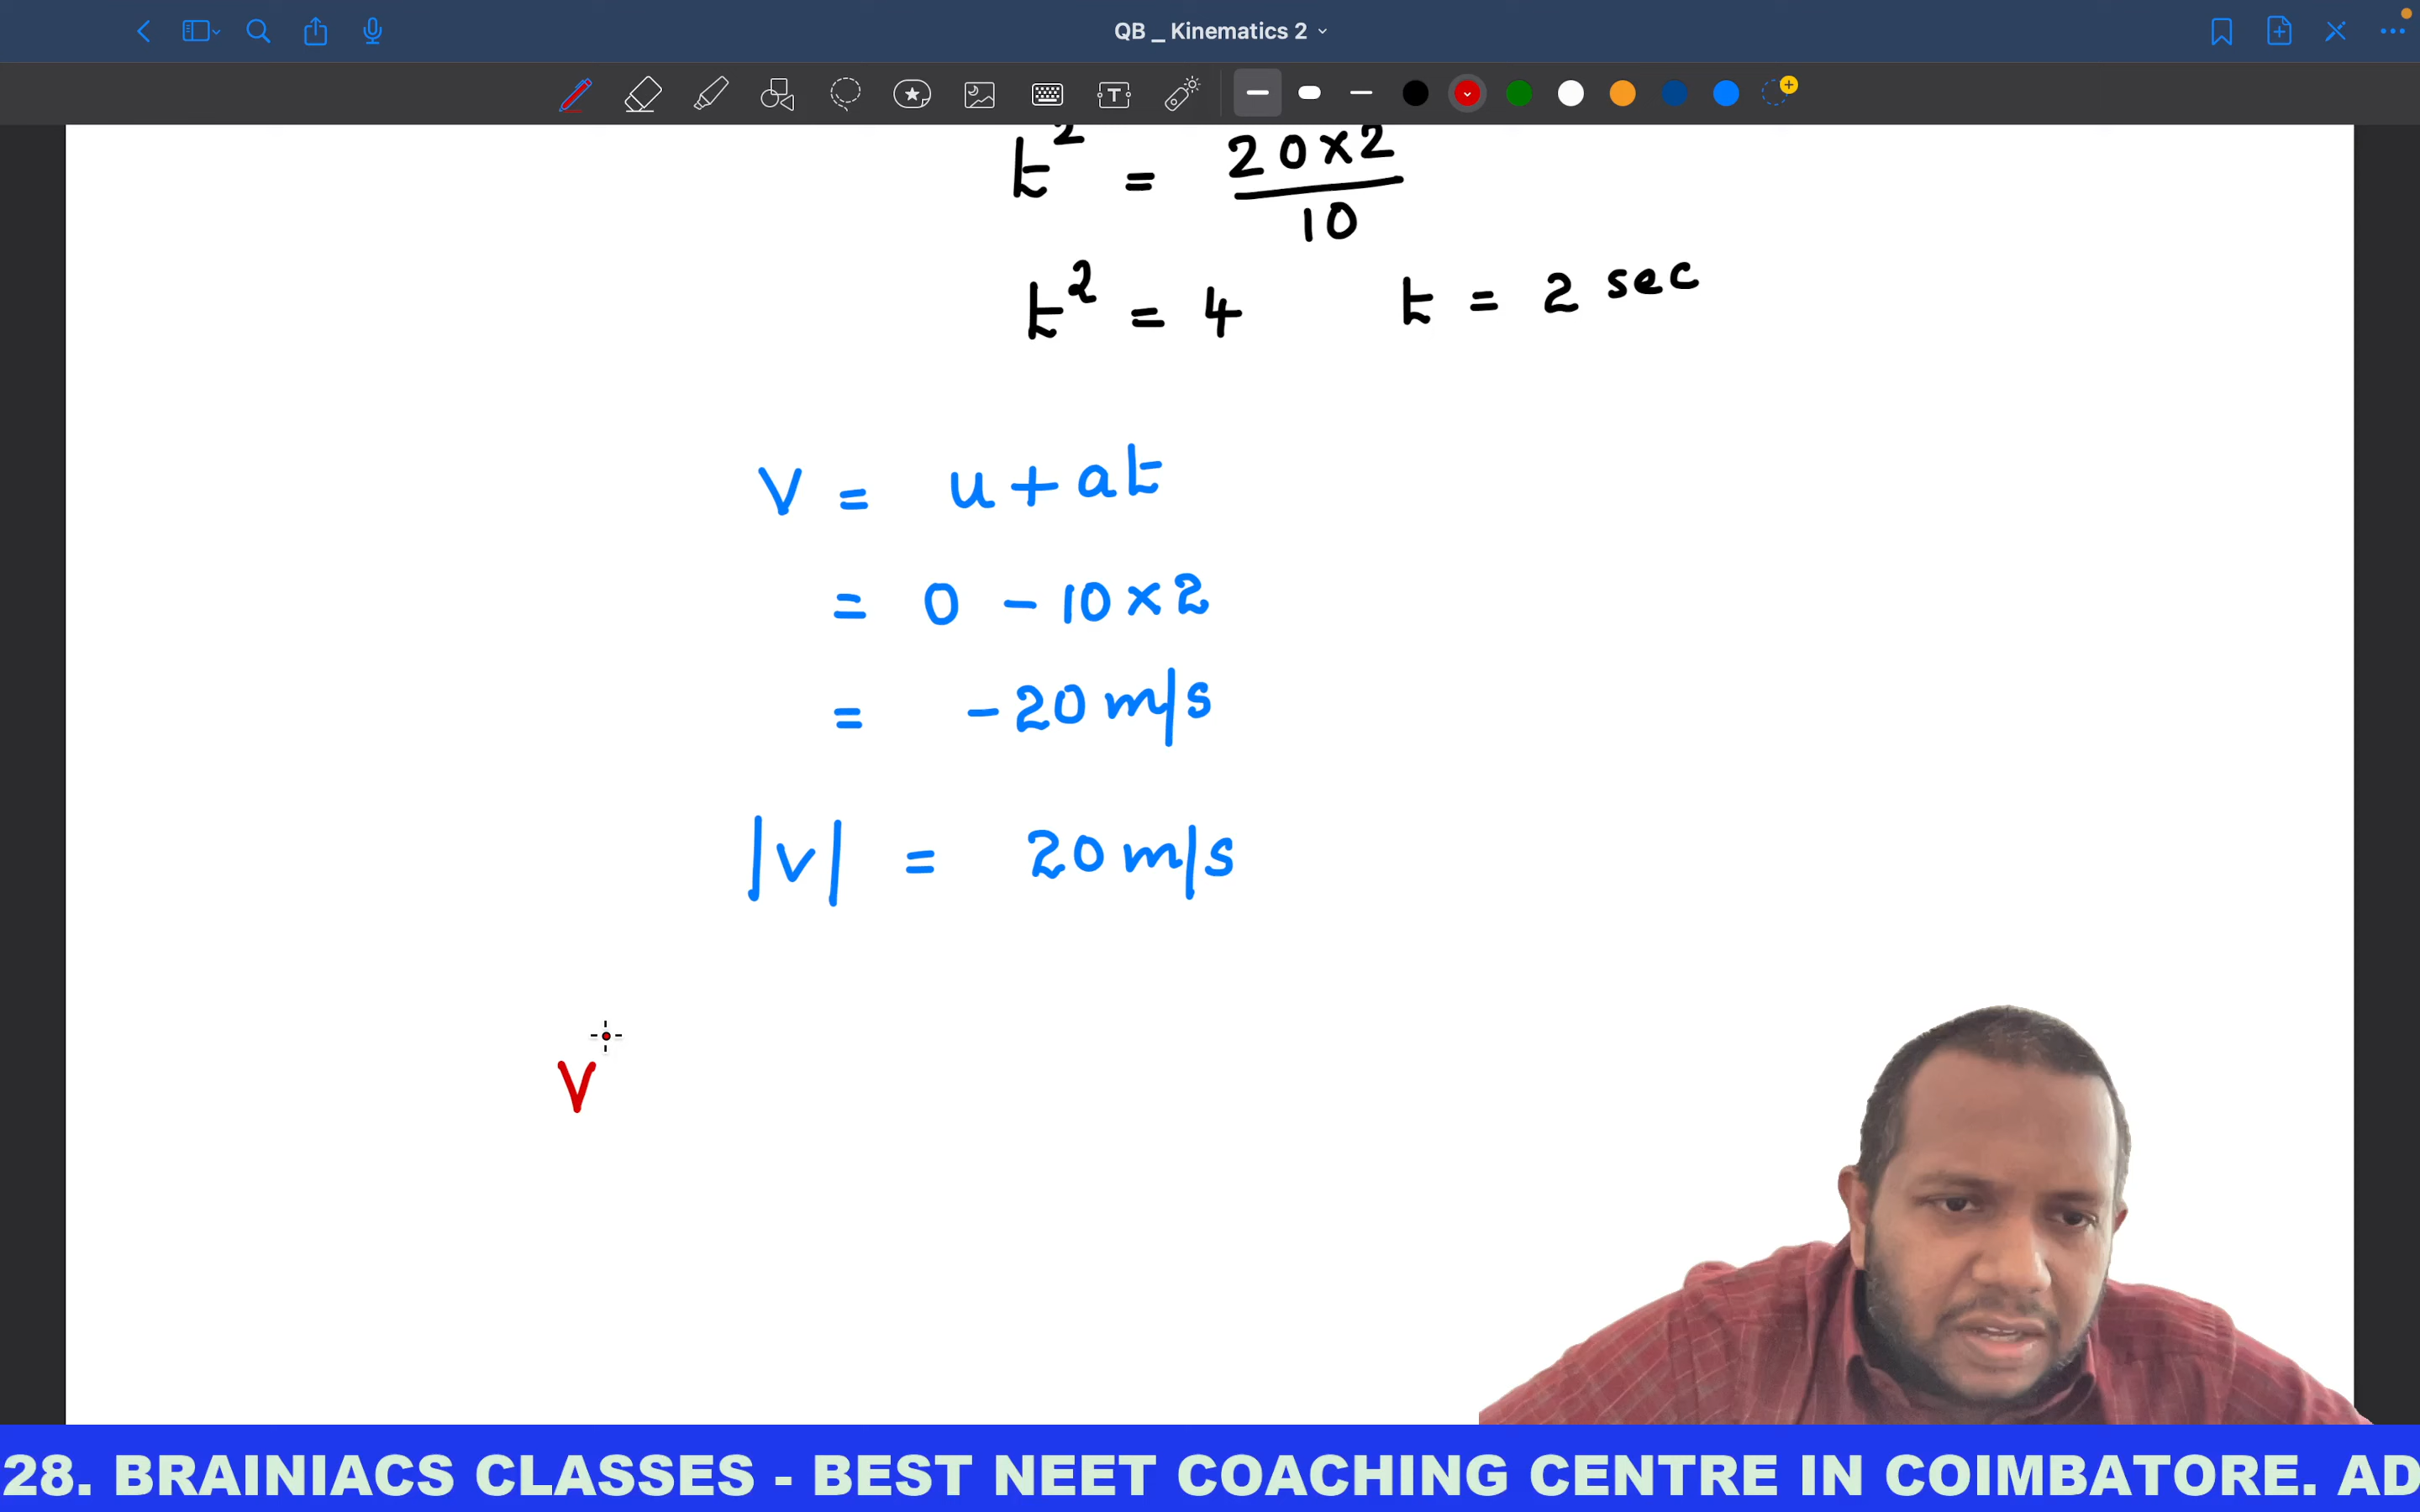 QB _ Kinematics 2
t² = 20×2/10
t² = 4 t = 2 sec
v = u + at
= 0 - 10×2
= -20 m/s
|v| = 20 m/s
v
28. BRAINIACS CLASSES - BEST NEET COACHING CENTRE IN COIMBATORE. AD